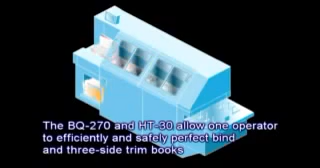 The BQ-270 and HT-30 allow one operator
to efficiently and safely perfect bind
and three-side trim books